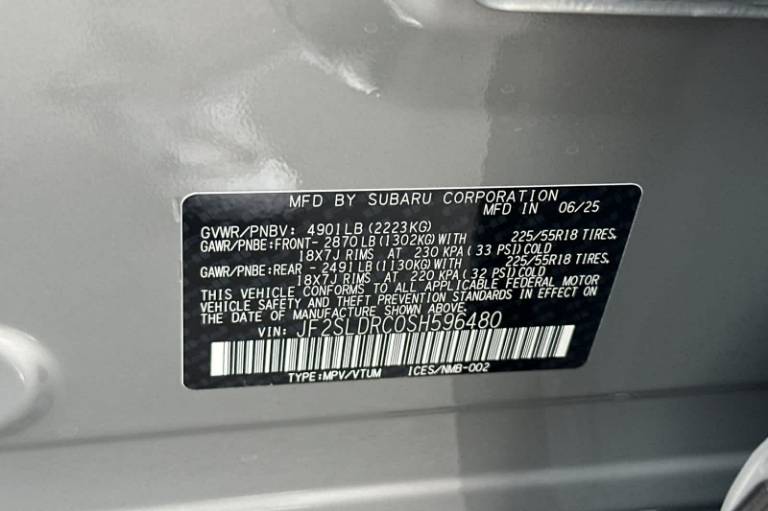 MFD BY SUBARU CORPORATION
MFD IN 06/25
GVWR/PNBV: 4901LB (2223KG)
GAWR/PNBE:FRONT- 2870 LB (1302KG) WITH 225/55R18 TIRES,
18X7J RIMS AT 230 KPA (33 PSI) COLD
GAWR/PNBE:REAR - 2491 LB (1130KG) WITH 225/55R18 TIRES,
18X7J RIMS AT 220 KPA (32 PSI) COLD
THIS VEHICLE CONFORMS TO ALL APPLICABLE FEDERAL MOTOR
VEHICLE SAFETY AND THEFT PREVENTION STANDARDS IN EFFECT ON
THE DATE OF MANUFACTURE SHOWN ABOVE.
VIN: JF2SLDRC0SH596480
TYPE:MPV/VTUM ICES/NMB-002